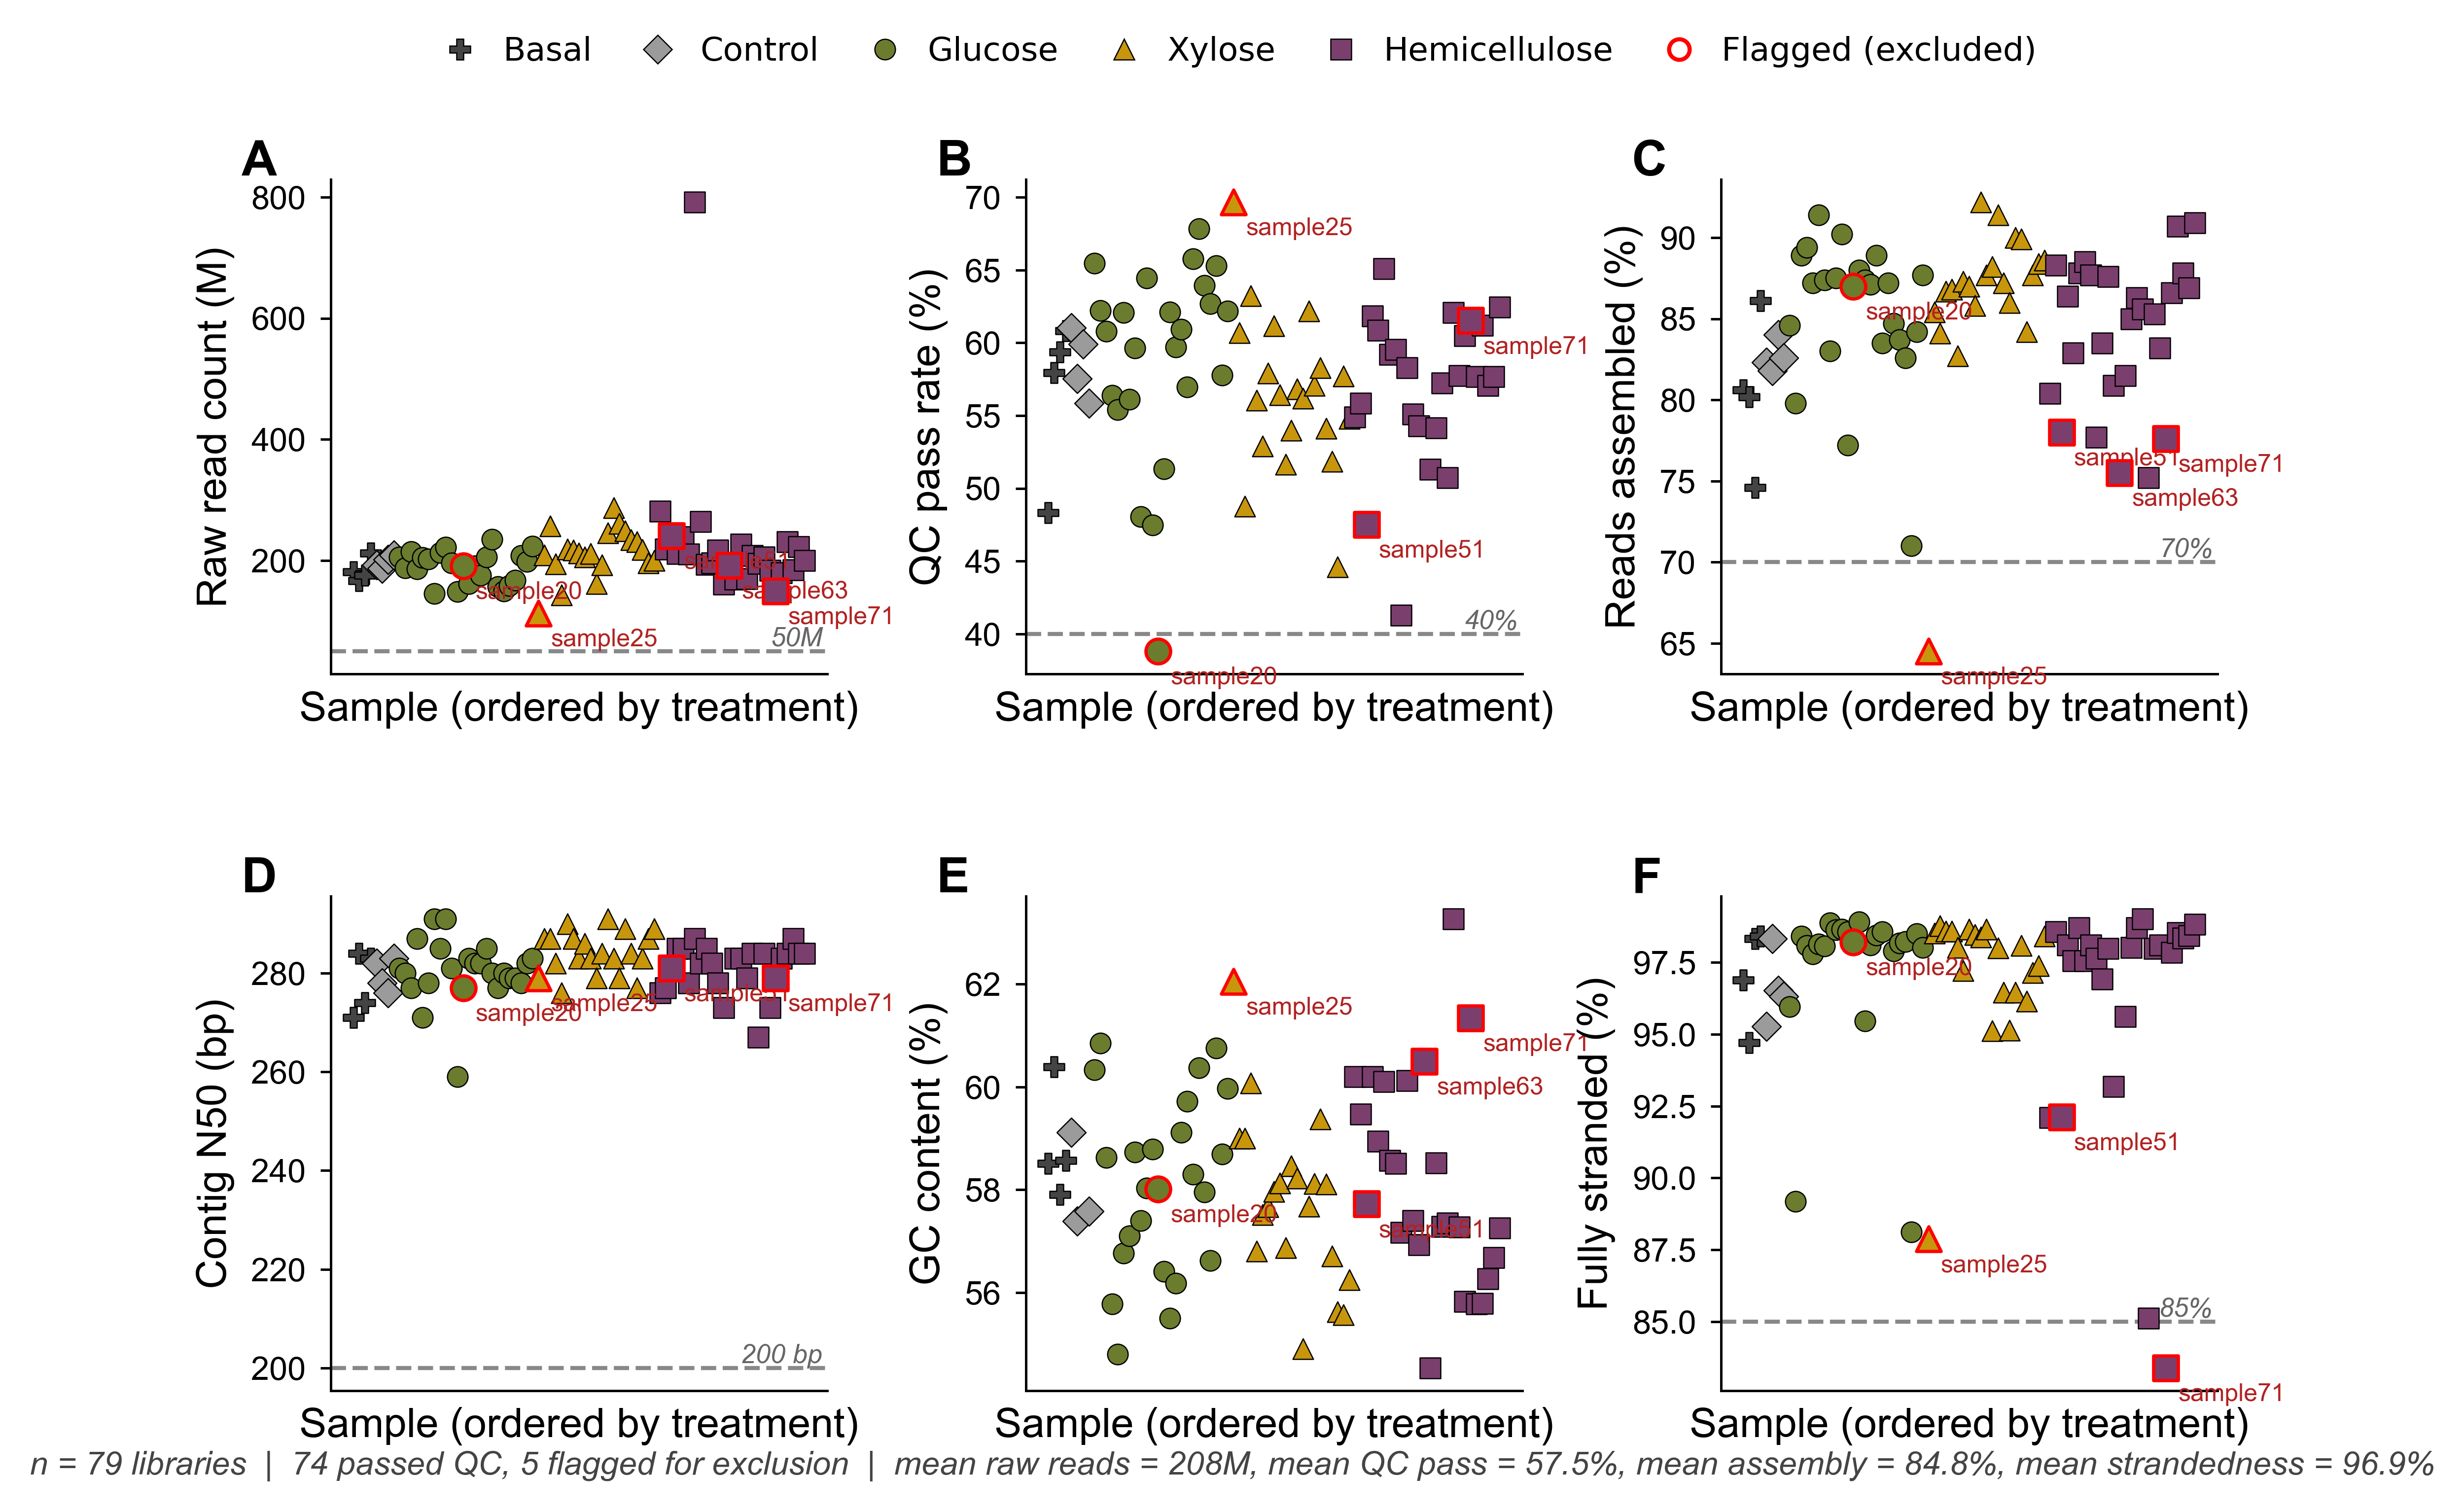 Basal Control Glucose Xylose Hemicellulose Flagged (excluded)
A
Raw read count (M)
800
600
400
200
sample20
sample25
sample51
sample63
sample71
50M
Sample (ordered by treatment)
B
QC pass rate (%)
70
65
60
55
50
45
40
sample25
sample71
sample51
40%
sample20
Sample (ordered by treatment)
C
Reads assembled (%)
90
85
80
75
70
65
sample20
sample51
sample71
sample63
70%
sample25
Sample (ordered by treatment)
D
Contig N50 (bp)
280
260
240
220
200
sample20
sample25
sample51
sample71
200 bp
Sample (ordered by treatment)
E
GC content (%)
62
60
58
56
sample25
sample71
sample63
sample20
sample51
Sample (ordered by treatment)
F
Fully stranded (%)
97.5
95.0
92.5
90.0
87.5
85.0
sample20
sample51
sample25
85%
sample71
Sample (ordered by treatment)
n = 79 libraries | 74 passed QC, 5 flagged for exclusion | mean raw reads = 208M, mean QC pass = 57.5%, mean assembly = 84.8%, mean strandedness = 96.9%